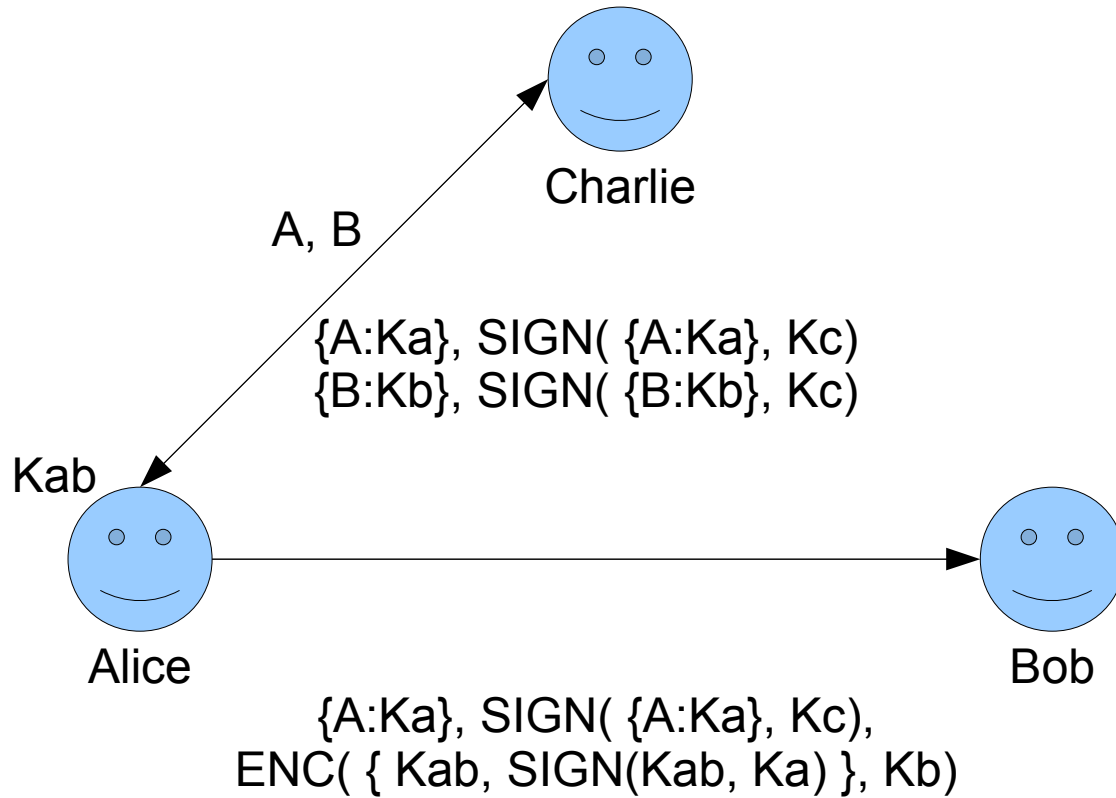 Charlie
A, B
{A:Ka}, SIGN( {A:Ka}, Kc)
{B:Kb}, SIGN( {B:Kb}, Kc)
Kab
Alice
Bob
{A:Ka}, SIGN( {A:Ka}, Kc),
ENC( { Kab, SIGN(Kab, Ka) }, Kb)